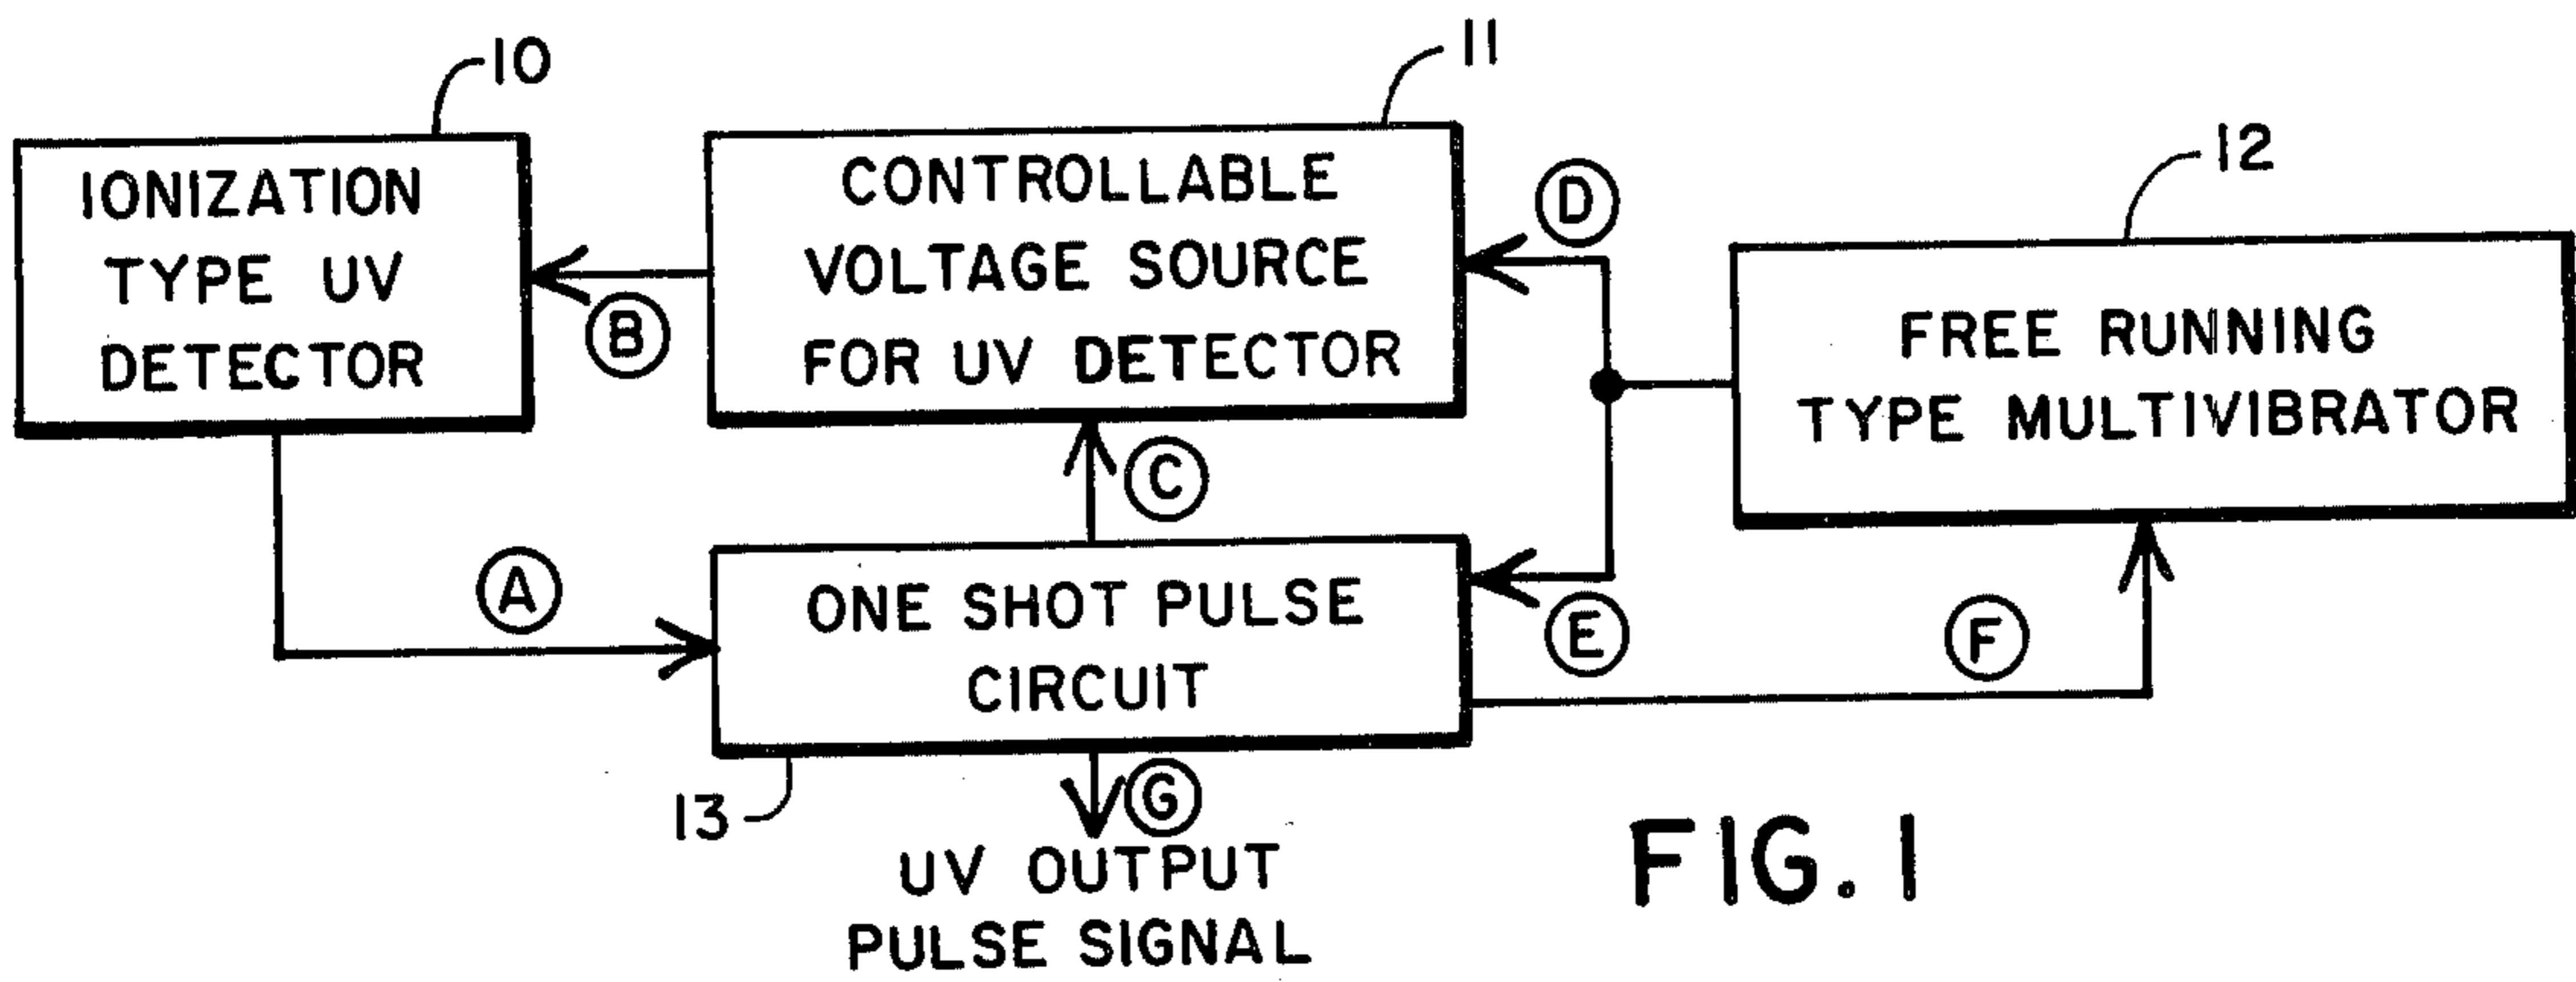 10
IONIZATION
TYPE UV
DETECTOR
B
11
CONTROLLABLE
VOLTAGE SOURCE
FOR UV DETECTOR
D
12
FREE RUNNING
TYPE MULTIVIBRATOR
C
A
ONE SHOT PULSE
CIRCUIT
E
F
13
G
UV OUTPUT
PULSE SIGNAL
FIG. 1